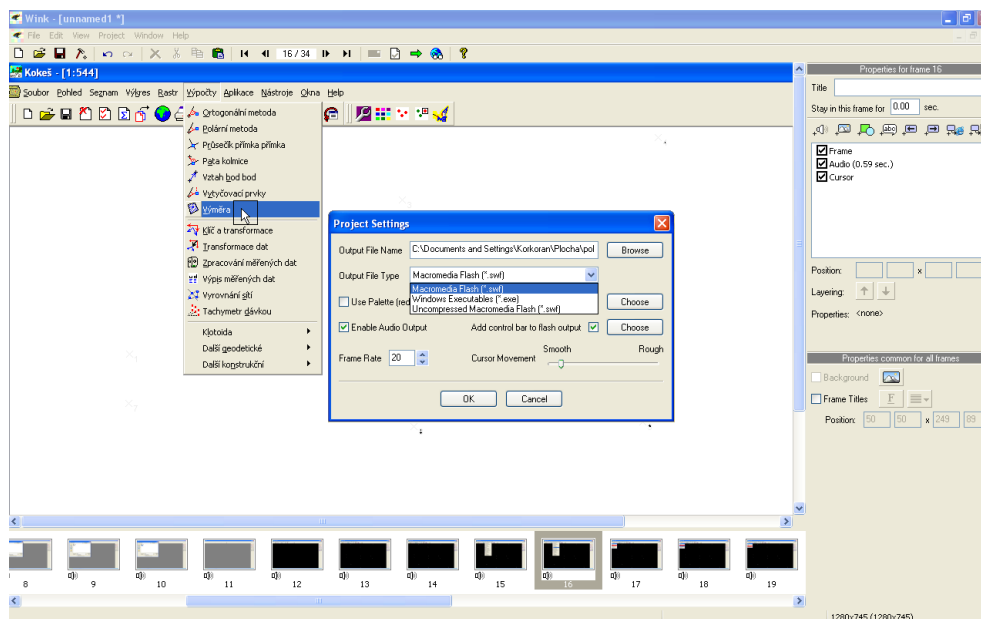 Wink - [unnamed1 *]
File Edit View Project Window Help
16 / 34
Kokeš - [1:544]
Soubor Pohled Seznam Výkres Rastr Výpočty Aplikace Nástroje Okna Help
Ortogonální metoda
Polární metoda
Průsečík přímka přímka
Pata kolmice
Vztah bod bod
Vytyčovací prvky
Výměra
Klíč a transformace
Transformace dat
Zpracování měřených dat
Výpis měřených dat
Vyrovnání sítí
Tachymetr dávkou
Klotoida
Další geodetické
Další konstrukční
Project Settings
Output File Name C:\Documents and Settings\Korkoran\Plocha\pol Browse
Output File Type Macromedia Flash (*.swf)
Macromedia Flash (*.swf)
Windows Executables (*.exe)
Uncompressed Macromedia Flash (*.swf)
Use Palette (red Choose
Enable Audio Output Add control bar to flash output Choose
Frame Rate 20 Cursor Movement Smooth Rough
OK Cancel
Properties for frame 16
Title
Stay in this frame for 0.00 sec.
abc
Frame
Audio (0.59 sec.)
Cursor
Position: x
Layering:
Properties: <none>
Properties common for all frames
Background
Frame Titles F
Position: 50 50 x 249 89
8 9 10 11 12 13 14 15 16 17 18 19
1280x745 (1280x745)